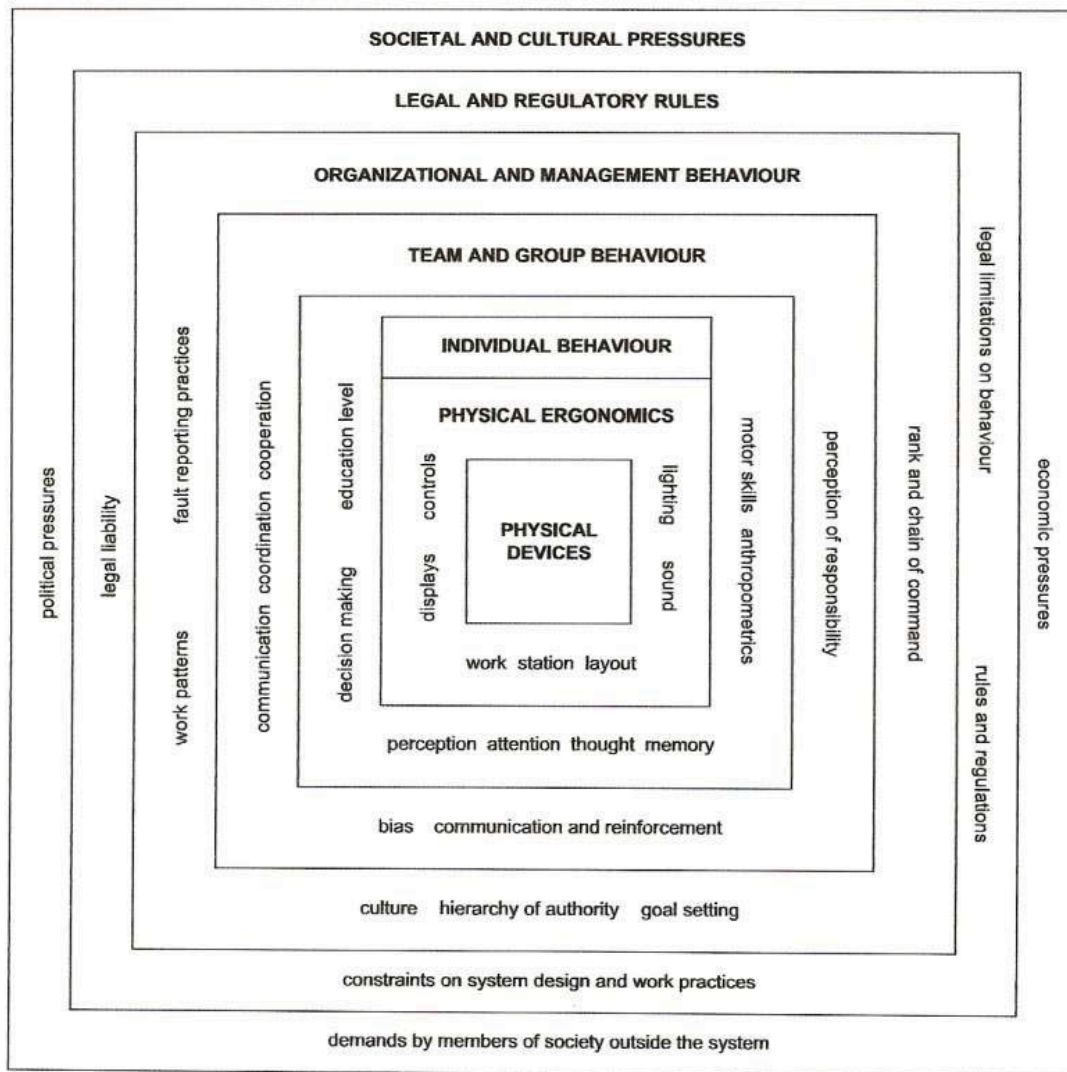 SOCIETAL AND CULTURAL PRESSURES
LEGAL AND REGULATORY RULES
ORGANIZATIONAL AND MANAGEMENT BEHAVIOUR
TEAM AND GROUP BEHAVIOUR
INDIVIDUAL BEHAVIOUR
PHYSICAL ERGONOMICS
PHYSICAL
DEVICES
political pressures
legal liability
work patterns fault reporting practices
communication coordination cooperation
decision making education level
displays controls
lighting sound
motor skills anthropometrics
perception of responsibility
rank and chain of command
legal limitations on behaviour rules and regulations
economic pressures
work station layout
perception attention thought memory
bias communication and reinforcement
culture hierarchy of authority goal setting
constraints on system design and work practices
demands by members of society outside the system